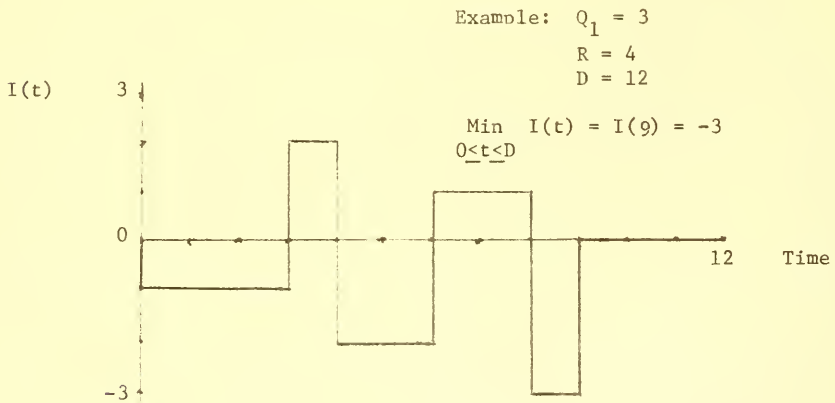 Example: Q1 = 3
R = 4
D = 12
I(t)
3
Min I(t) = I(9) = -3
0≤t≤D
0
12 Time
-3